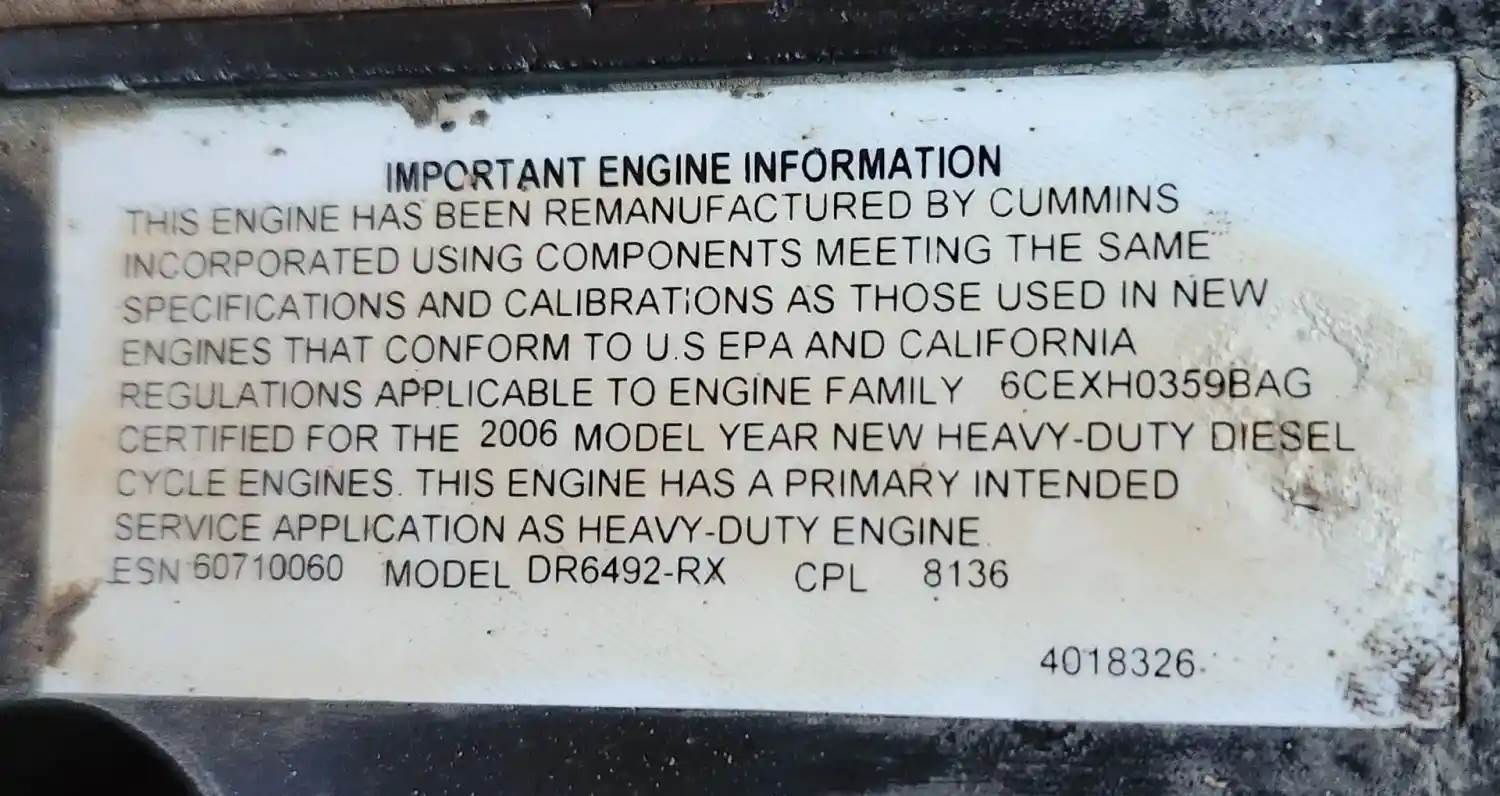 IMPORTANT ENGINE INFORMATION
THIS ENGINE HAS BEEN REMANUFACTURED BY CUMMINS
INCORPORATED USING COMPONENTS MEETING THE SAME
SPECIFICATIONS AND CALIBRATIONS AS THOSE USED IN NEW
ENGINES THAT CONFORM TO U.S EPA AND CALIFORNIA
REGULATIONS APPLICABLE TO ENGINE FAMILY 6CEXH0359BAG
CERTIFIED FOR THE 2006 MODEL YEAR NEW HEAVY-DUTY DIESEL
CYCLE ENGINES. THIS ENGINE HAS A PRIMARY INTENDED
SERVICE APPLICATION AS HEAVY-DUTY ENGINE.
ESN 60710060 MODEL DR6492-RX CPL 8136
4018326